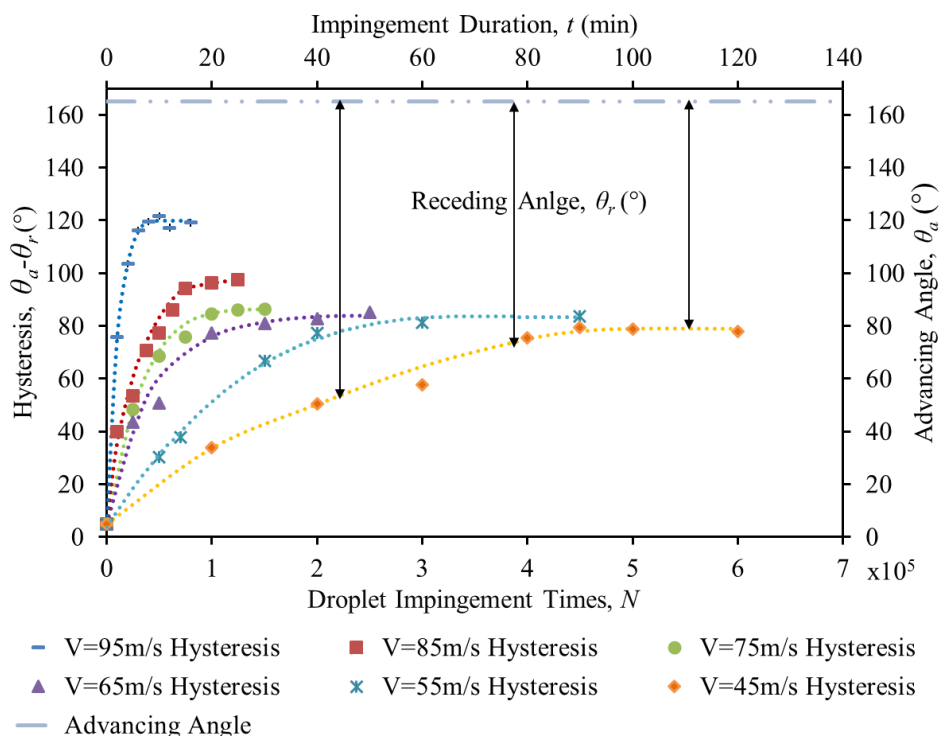 Impingement Duration, t (min)
0 20 40 60 80 100 120 140
Hysteresis, θa-θr(°)
160 160
140 140
Receding Anlge, θr (°)
120 120
100 100
80 80
60 60
40 40
20 20
0 0
Advancing Angle, θa (°)
0 1 2 3 4 5 6 7 x10⁵
Droplet Impingement Times, N
V=95m/s Hysteresis V=85m/s Hysteresis V=75m/s Hysteresis
V=65m/s Hysteresis V=55m/s Hysteresis V=45m/s Hysteresis
Advancing Angle